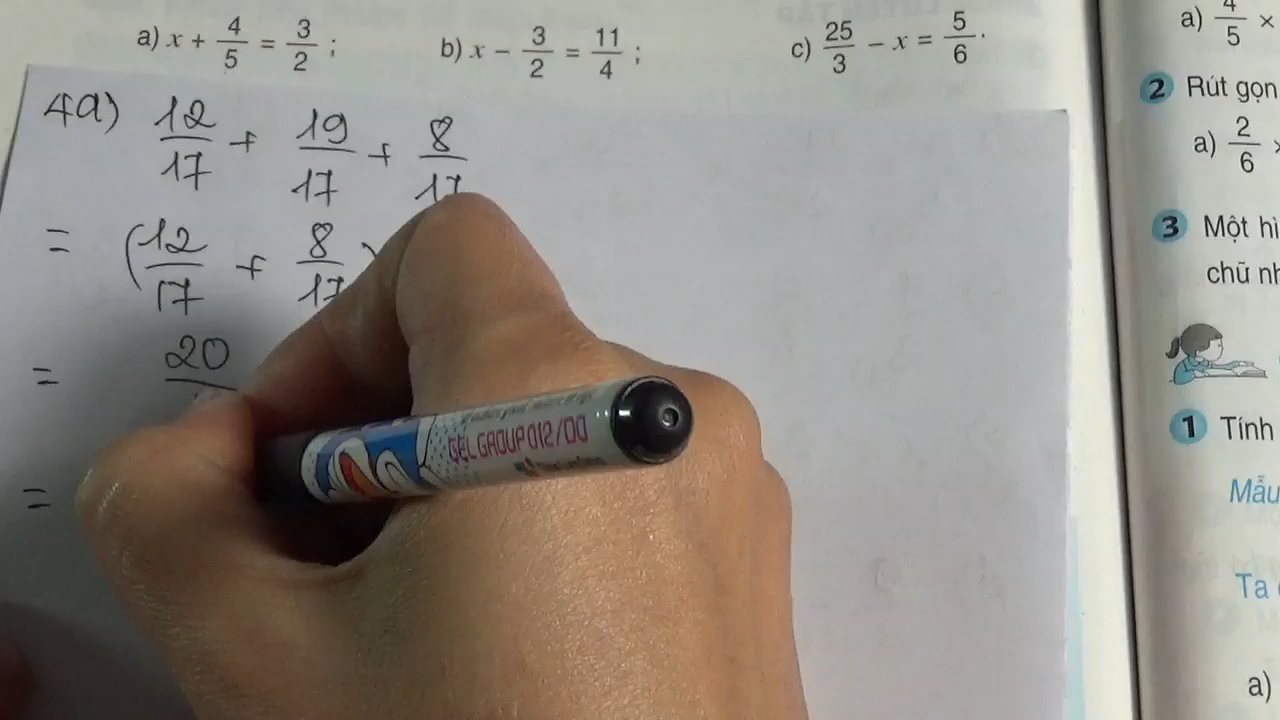 a) x + 4/5 = 3/2 ; b) x − 3/2 = 11/4 ; c) 25/3 − x = 5/6 .
4a) 12/17 + 19/17 + 8/17
= (12/17 + 8/17)
= 20
=
GEL GROUP 012/DO
a) 4/5 ×
2 Rút gọn
a) 2/6
3 Một hì
chữ nh
1 Tính
Mẫu
Ta
a)